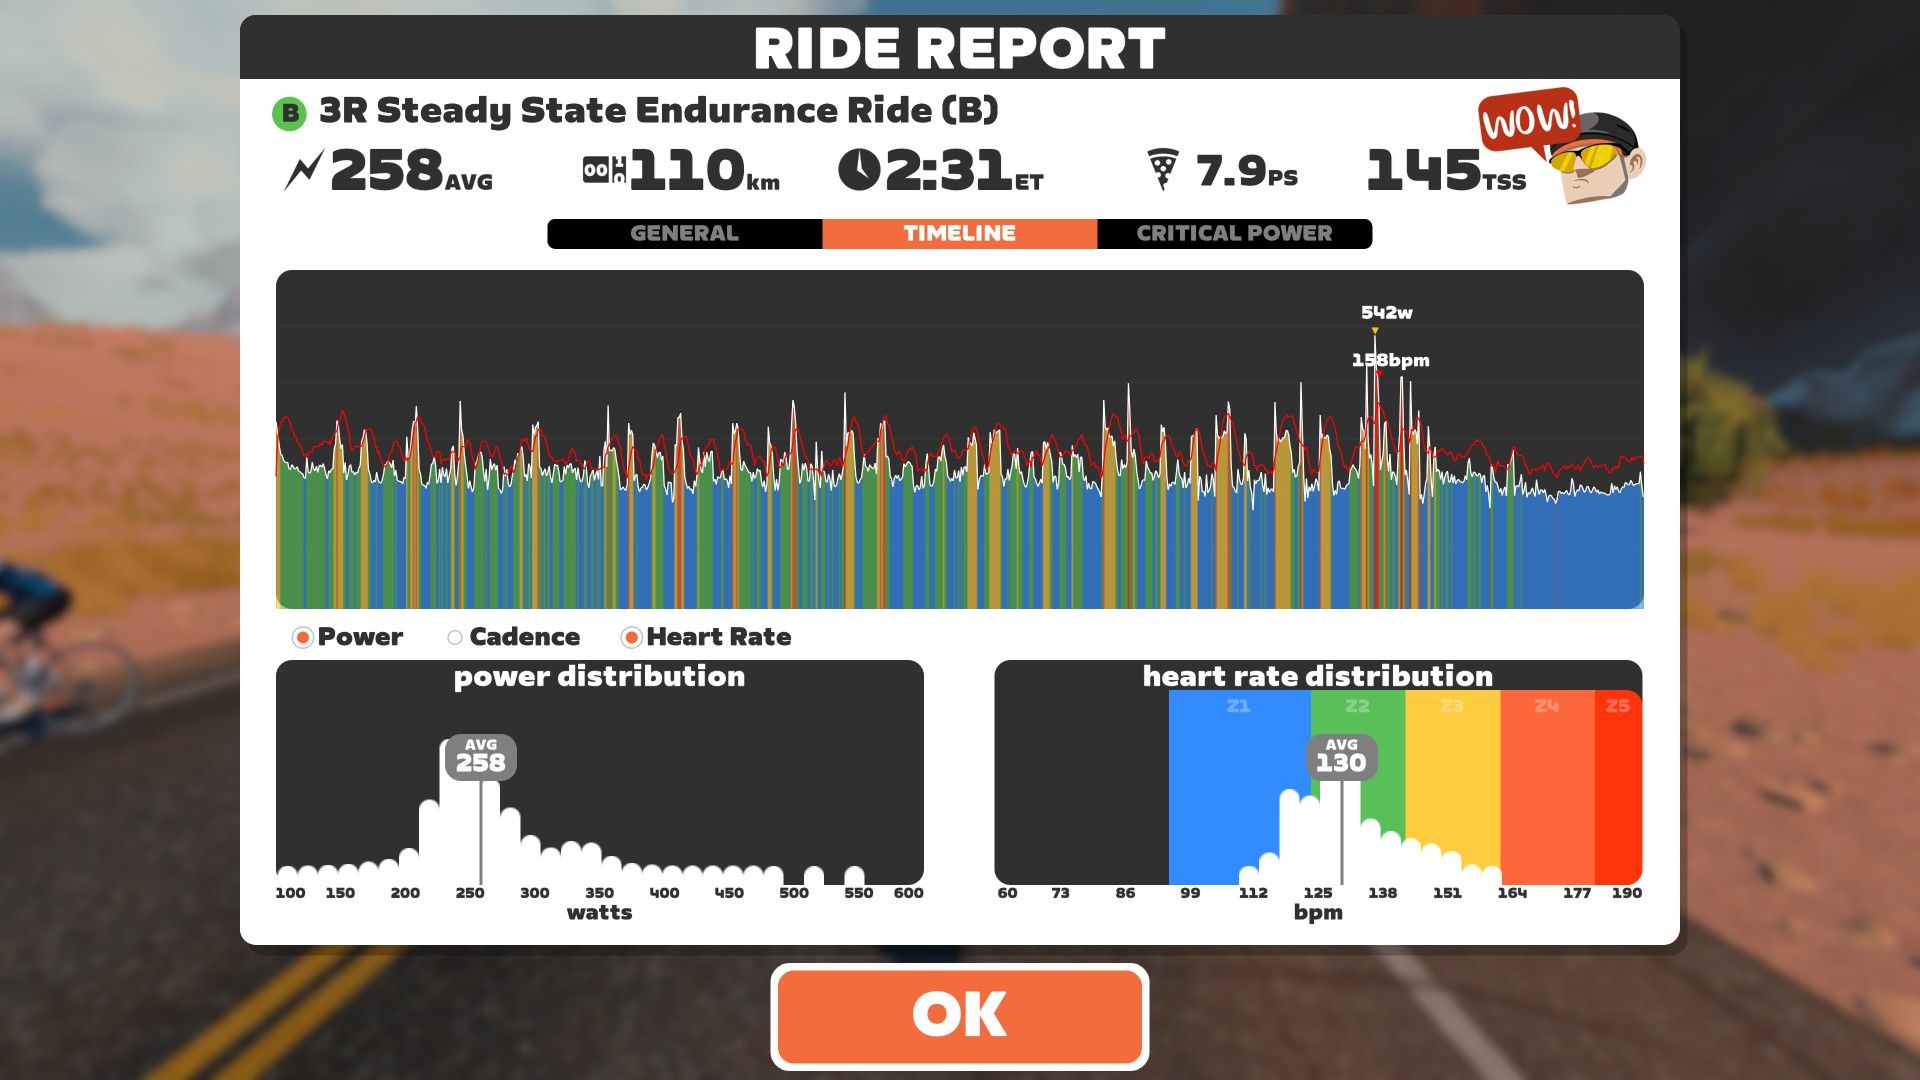 RIDE REPORT
B 3R Steady State Endurance Ride (B)
WOW!
258AVG 110km 2:31ET 7.9PS 145TSS
GENERAL TIMELINE CRITICAL POWER
542w
158bpm
Power Cadence Heart Rate
power distribution
AVG
258
100 150 200 250 300 350 400 450 500 550 600
watts
heart rate distribution
Z1 Z2 Z3 Z4 Z5
AVG
130
60 73 86 99 112 125 138 151 164 177 190
bpm
OK